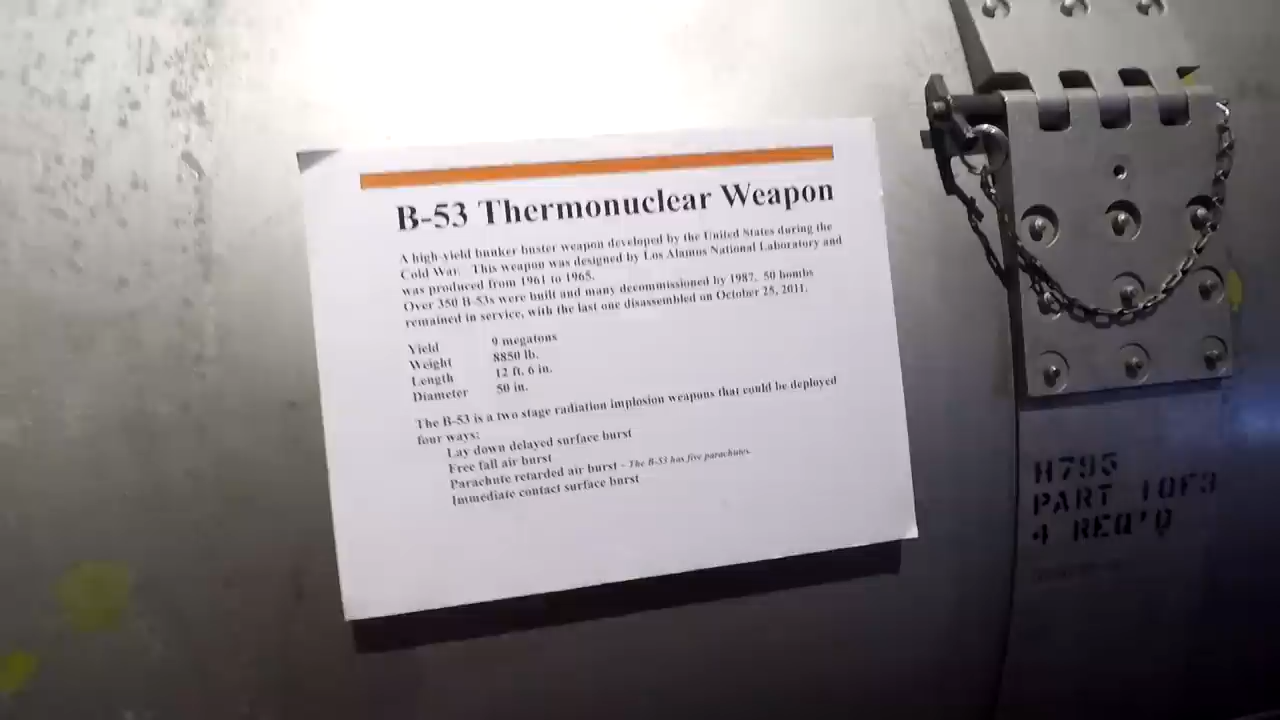 B-53 Thermonuclear Weapon
A high-yield bunker buster weapon developed by the United States during the
Cold War. This weapon was designed by Los Alamos National Laboratory and
was produced from 1961 to 1965.
Over 350 B-53s were built and many decommissioned by 1987. 50 bombs
remained in service, with the last one disassembled on October 25, 2011.
Yield 9 megatons
Weight 8850 lb.
Length 12 ft. 6 in.
Diameter 50 in.
The B-53 is a two stage radiation implosion weapons that could be deployed
four ways:
Lay down delayed surface burst
Free fall air burst
Parachute retarded air burst - The B-53 has five parachutes.
Immediate contact surface burst
H795
PART 1OF3
4 REQ'D